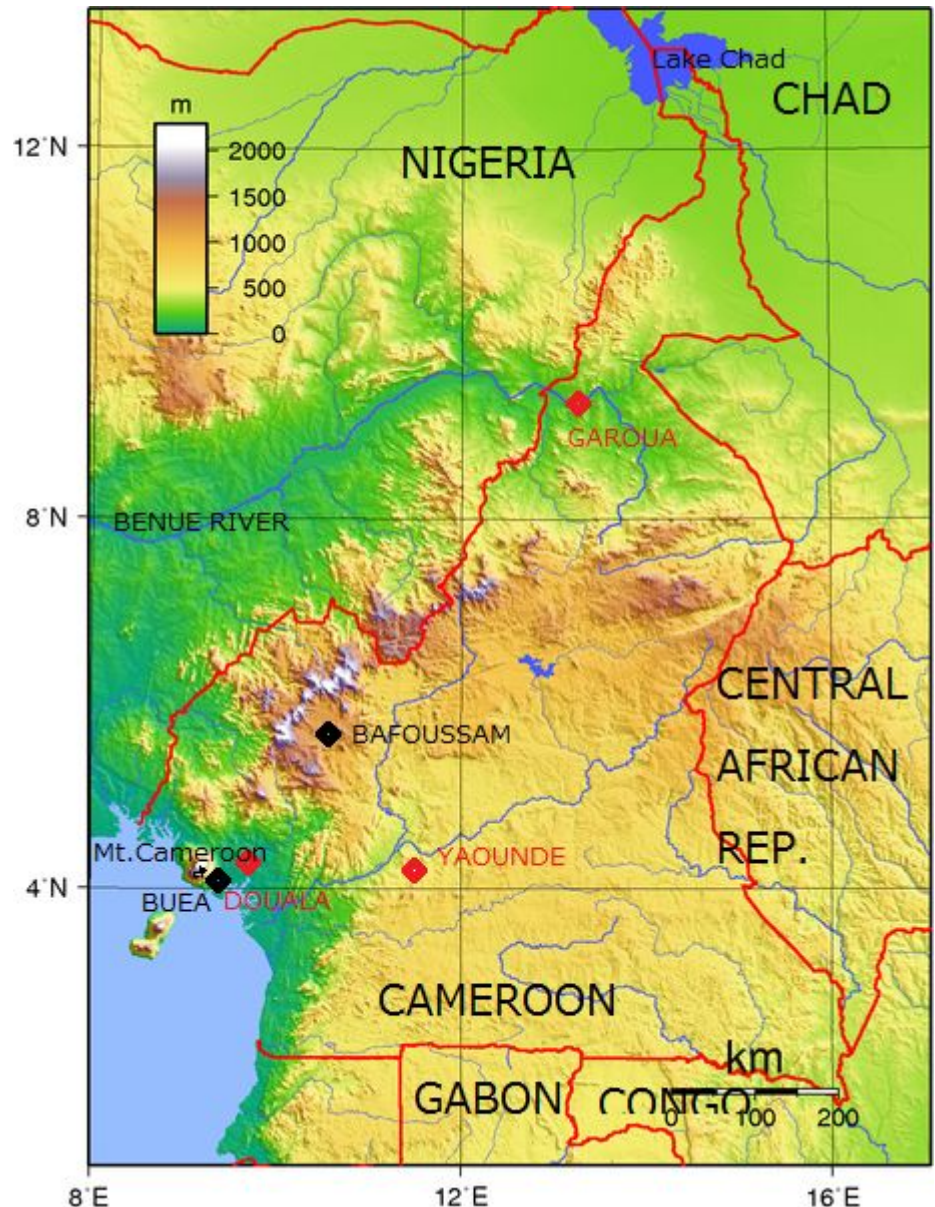 Lake Chad
CHAD
m
12°N
NIGERIA
2000
1500
1000
500
0
GAROUA
8°N
BENUE RIVER
CENTRAL
AFRICAN
REP.
BAFOUSSAM
Mt.Cameroon
YAOUNDE
4°N
BUEA
DOUALA
CAMEROON
km
GABON
CONGO
0 100 200
8°E
12°E
16°E